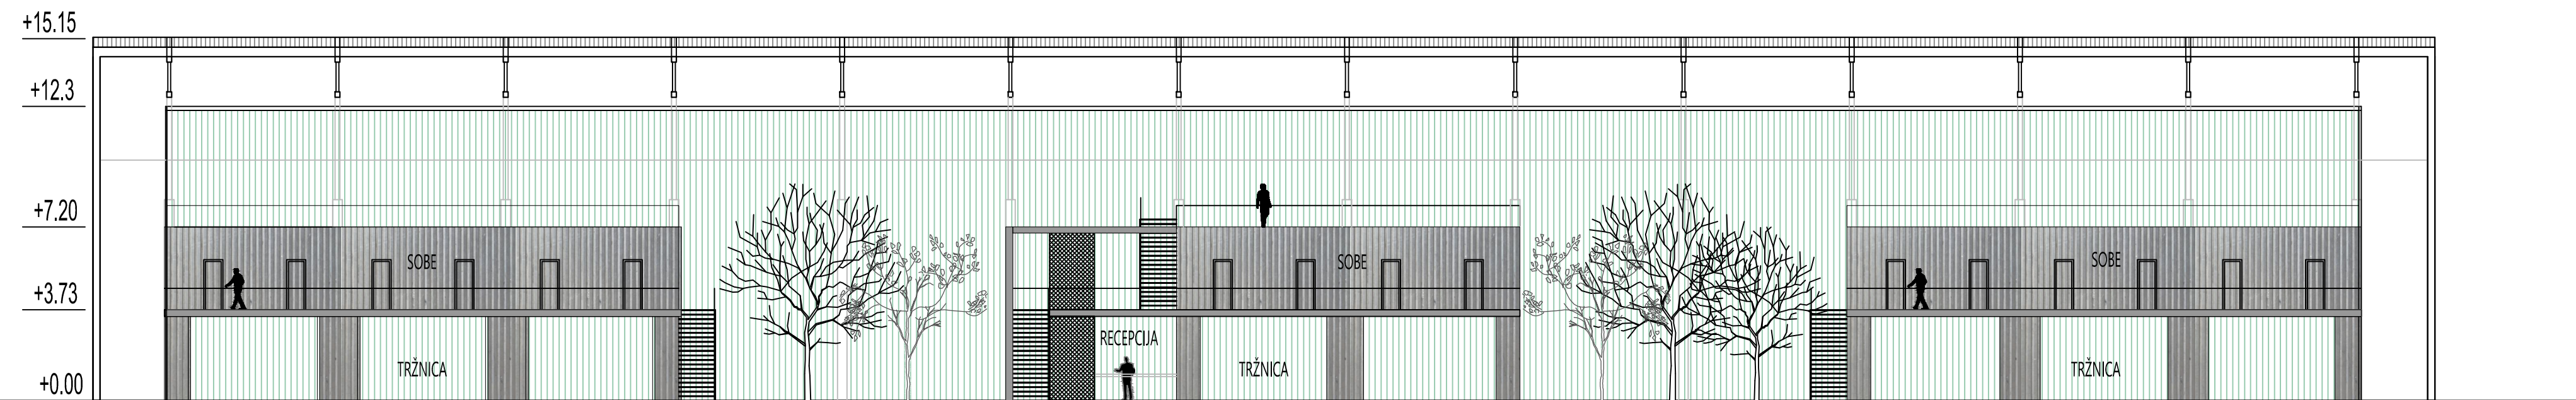 +15.15
+12.3
+7.20
+3.73
+0.00
SOBE
SOBE
SOBE
RECEPCIJA
TRŽNICA
TRŽNICA
TRŽNICA